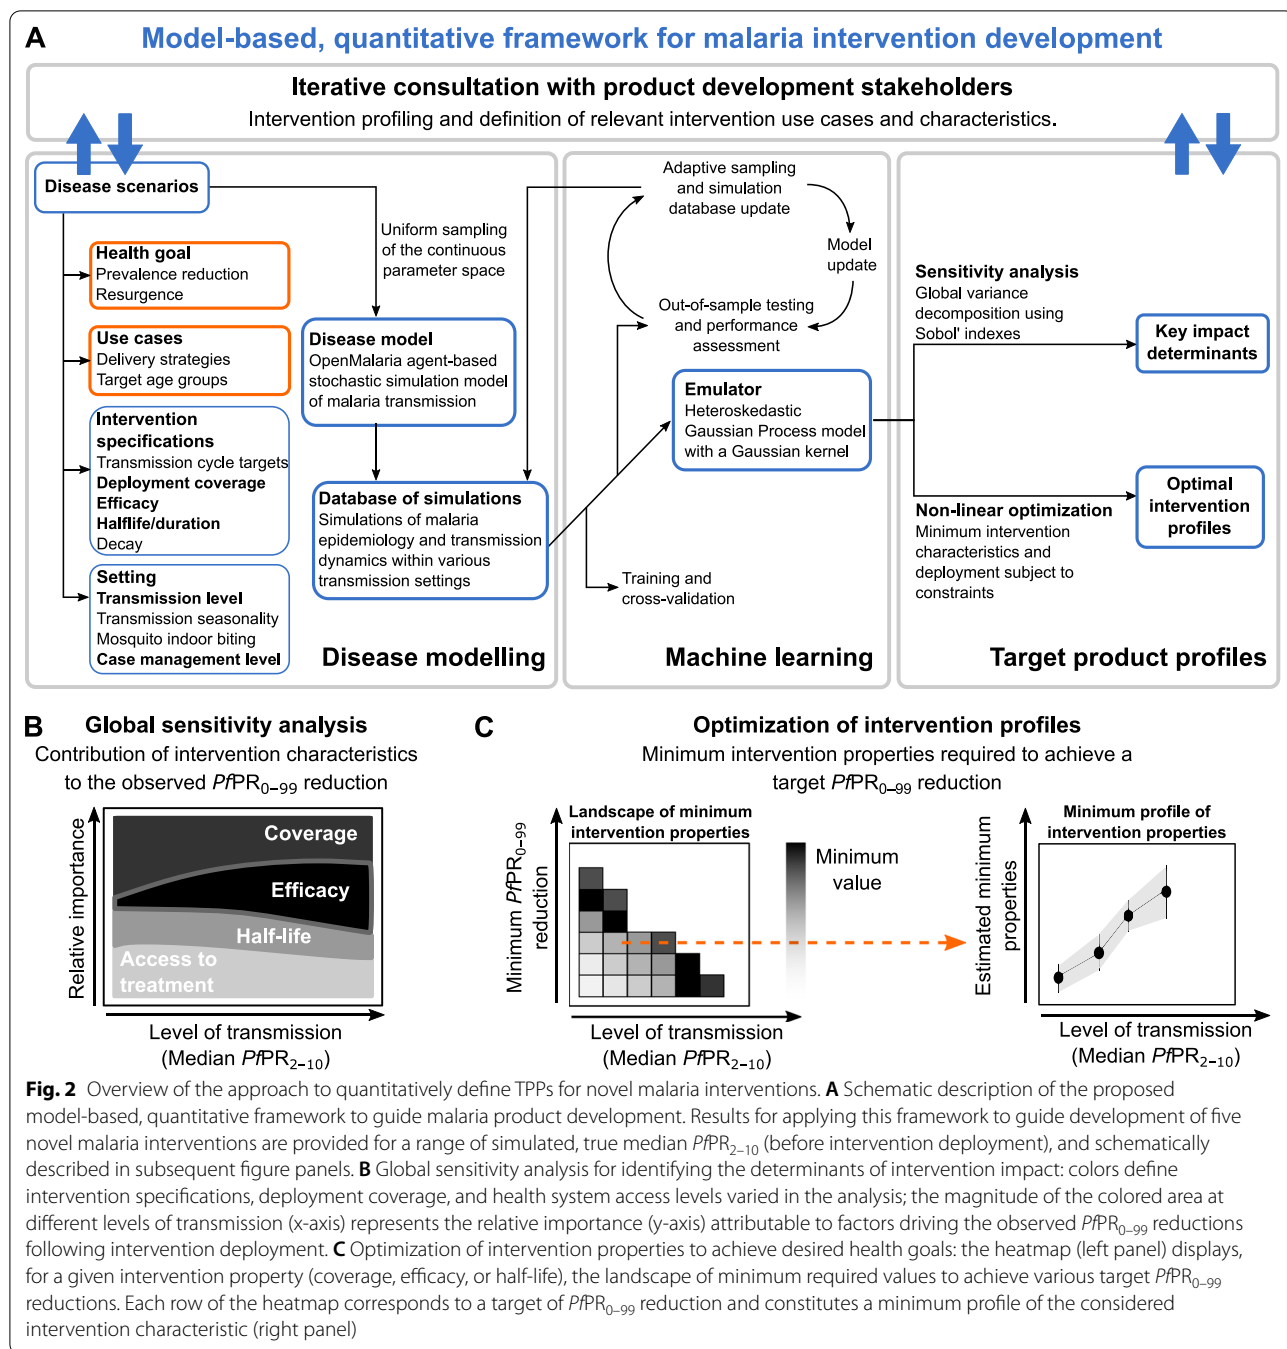 A Model-based, quantitative framework for malaria intervention development
Iterative consultation with product development stakeholders
Intervention profiling and definition of relevant intervention use cases and characteristics.
Disease scenarios
Health goal
Prevalence reduction
Resurgence
Use cases
Delivery strategies
Target age groups
Intervention
specifications
Transmission cycle targets
Deployment coverage
Efficacy
Halflife/duration
Decay
Setting
Transmission level
Transmission seasonality
Mosquito indoor biting
Case management level
Uniform sampling
of the continuous
parameter space
Disease model
OpenMalaria agent-based
stochastic simulation model
of malaria transmission
Database of simulations
Simulations of malaria
epidemiology and transmission
dynamics within various
transmission settings
Disease modelling
Adaptive sampling
and simulation
database update
Model
update
Out-of-sample testing
and performance
assessment
Emulator
Heteroskedastic
Gaussian Process model
with a Gaussian kernel
Training and
cross-validation
Machine learning
Sensitivity analysis
Global variance
decomposition using
Sobol' indexes
Key impact
determinants
Non-linear optimization
Minimum intervention
characteristics and
deployment subject to
constraints
Optimal
intervention
profiles
Target product profiles
B Global sensitivity analysis
Contribution of intervention characteristics
to the observed PfPR0–99 reduction
Relative importance
Coverage
Efficacy
Half-life
Access to
treatment
Level of transmission
(Median PfPR2–10)
C Optimization of intervention profiles
Minimum intervention properties required to achieve a
target PfPR0–99 reduction
Landscape of minimum
intervention properties
Minimum PfPR0–99
reduction
Minimum
value
Level of transmission
(Median PfPR2–10)
Minimum profile of
intervention properties
Estimated minimum
properties
Level of transmission
(Median PfPR2–10)
Fig. 2 Overview of the approach to quantitatively define TPPs for novel malaria interventions. A Schematic description of the proposed
model-based, quantitative framework to guide malaria product development. Results for applying this framework to guide development of five
novel malaria interventions are provided for a range of simulated, true median PfPR2–10 (before intervention deployment), and schematically
described in subsequent figure panels. B Global sensitivity analysis for identifying the determinants of intervention impact: colors define
intervention specifications, deployment coverage, and health system access levels varied in the analysis; the magnitude of the colored area at
different levels of transmission (x-axis) represents the relative importance (y-axis) attributable to factors driving the observed PfPR0–99 reductions
following intervention deployment. C Optimization of intervention properties to achieve desired health goals: the heatmap (left panel) displays,
for a given intervention property (coverage, efficacy, or half-life), the landscape of minimum required values to achieve various target PfPR0–99
reductions. Each row of the heatmap corresponds to a target of PfPR0–99 reduction and constitutes a minimum profile of the considered
intervention characteristic (right panel)